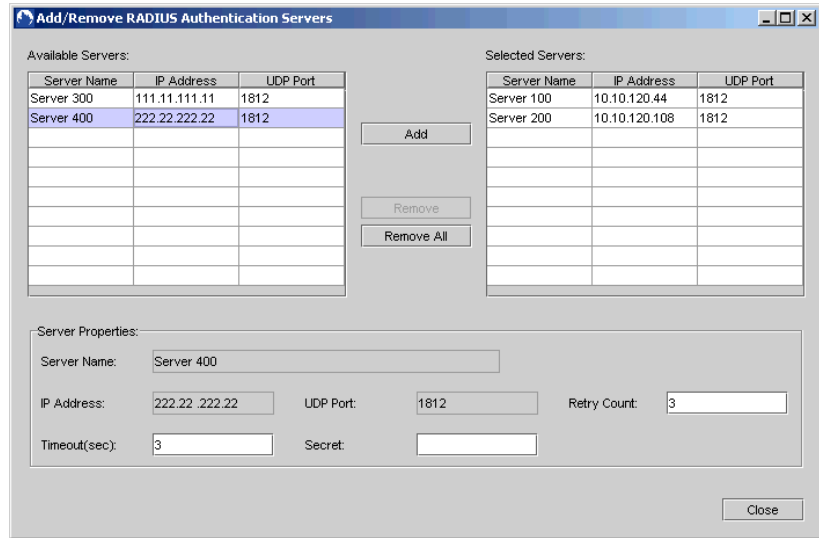 Add/Remove RADIUS Authentication Servers
Available Servers:
Server Name IP Address UDP Port
Server 300 111.11.111.11 1812
Server 400 222.22.222.22 1812
Add
Remove
Remove All
Selected Servers:
Server Name IP Address UDP Port
Server 100 10.10.120.44 1812
Server 200 10.10.120.108 1812
Server Properties:
Server Name: Server 400
IP Address: 222.22 .222.22 UDP Port: 1812 Retry Count: 3
Timeout(sec): 3 Secret:
Close